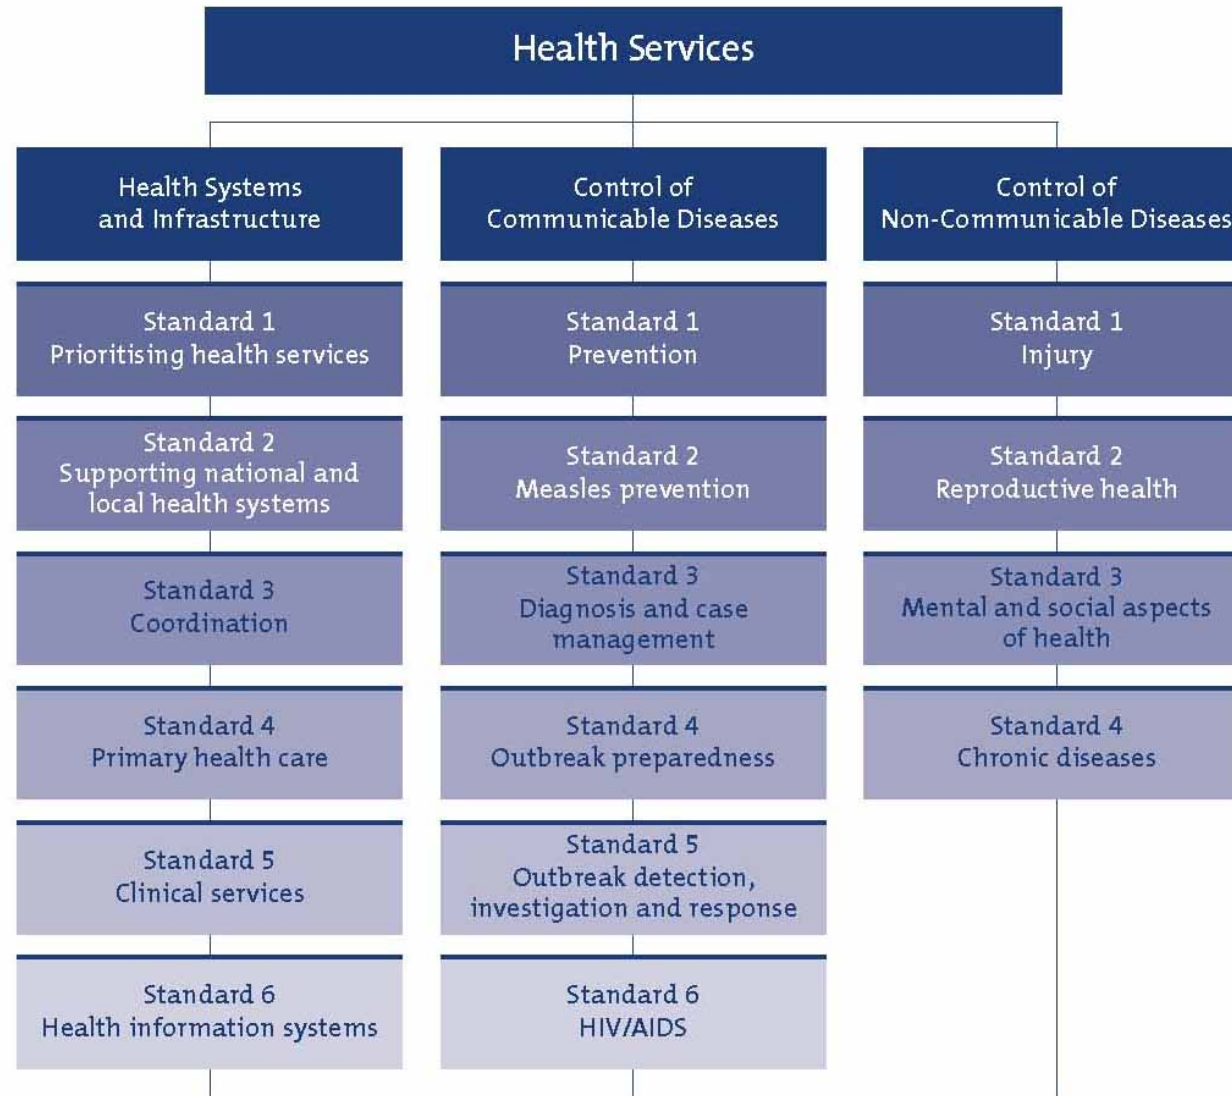 Health Services
Health Systems
and Infrastructure
Standard 1
Prioritising health services
Standard 2
Supporting national and
local health systems
Standard 3
Coordination
Standard 4
Primary health care
Standard 5
Clinical services
Standard 6
Health information systems
Control of
Communicable Diseases
Standard 1
Prevention
Standard 2
Measles prevention
Standard 3
Diagnosis and case
management
Standard 4
Outbreak preparedness
Standard 5
Outbreak detection,
investigation and response
Standard 6
HIV/AIDS
Control of
Non-Communicable Diseases
Standard 1
Injury
Standard 2
Reproductive health
Standard 3
Mental and social aspects
of health
Standard 4
Chronic diseases